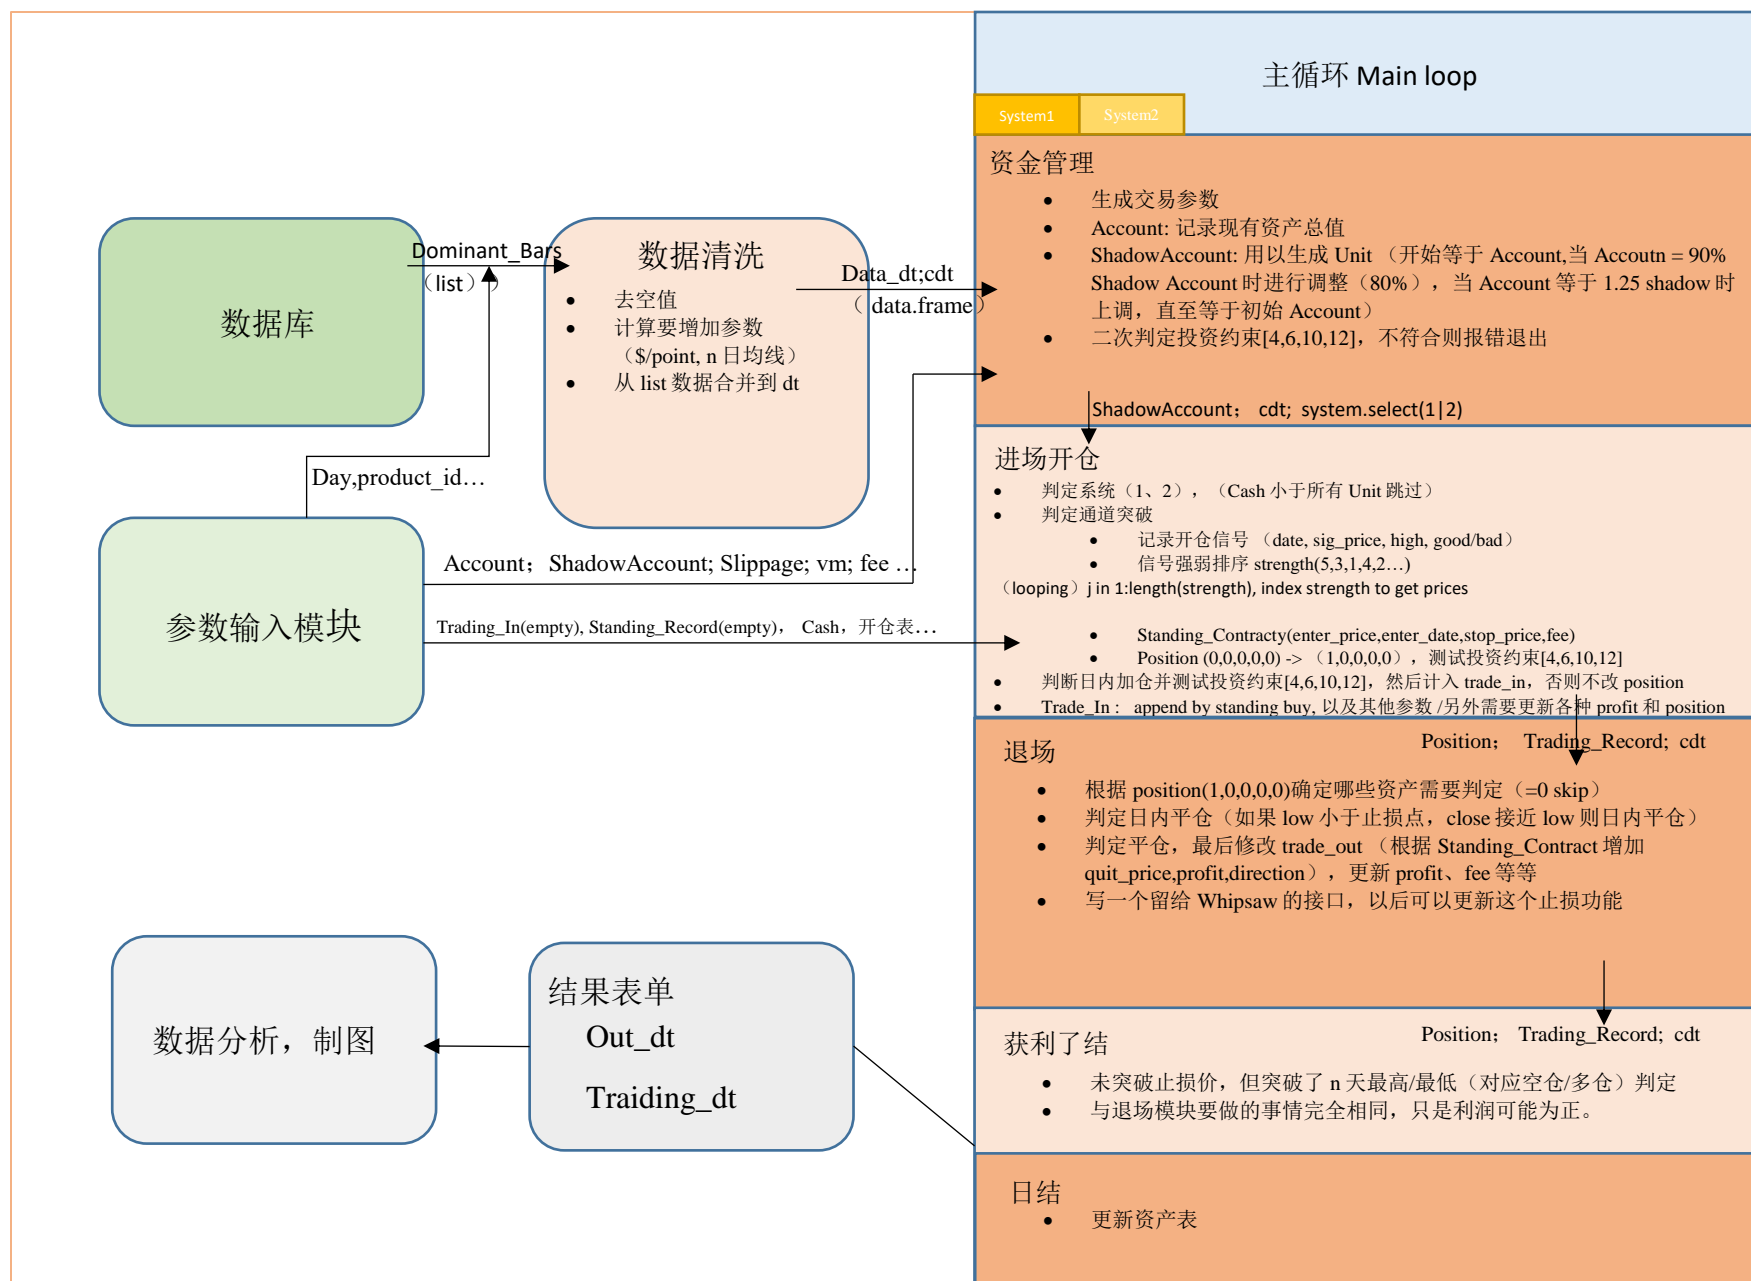 主循环 Main loop
System1
System2
资金管理
• 生成交易参数
• Account: 记录现有资产总值
• ShadowAccount: 用以生成 Unit （开始等于 Account,当 Accoutn = 90%
Shadow Account 时进行调整（80%），当 Account 等于 1.25 shadow 时
上调，直至等于初始 Account）
• 二次判定投资约束[4,6,10,12]，不符合则报错退出
ShadowAccount； cdt; system.select(1|2)
数据库
Dominant_Bars
（list））
数据清洗
• 去空值
• 计算要增加参数
（$/point, n 日均线）
• 从 list 数据合并到 dt
Data_dt;cdt
（ data.frame）
Day,product_id…
参数输入模块
Account；ShadowAccount; Slippage; vm; fee …
Trading_In(empty), Standing_Record(empty)， Cash，开仓表…
进场开仓
• 判定系统（1、2），（Cash 小于所有 Unit 跳过）
• 判定通道突破
• 记录开仓信号 （date, sig_price, high, good/bad）
• 信号强弱排序 strength(5,3,1,4,2…)
（looping）j in 1:length(strength), index strength to get prices
• Standing_Contracty(enter_price,enter_date,stop_price,fee)
• Position (0,0,0,0,0) -> （1,0,0,0,0），测试投资约束[4,6,10,12]
• 判断日内加仓并测试投资约束[4,6,10,12]，然后计入 trade_in，否则不改 position
• Trade_In : append by standing buy, 以及其他参数 /另外需要更新各种 profit 和 position
退场
Position； Trading_Record; cdt
• 根据 position(1,0,0,0,0)确定哪些资产需要判定（=0 skip）
• 判定日内平仓（如果 low 小于止损点，close 接近 low 则日内平仓）
• 判定平仓，最后修改 trade_out （根据 Standing_Contract 增加
quit_price,profit,direction），更新 profit、fee 等等
• 写一个留给 Whipsaw 的接口，以后可以更新这个止损功能
获利了结
Position； Trading_Record; cdt
• 未突破止损价，但突破了 n 天最高/最低（对应空仓/多仓）判定
• 与退场模块要做的事情完全相同，只是利润可能为正。
日结
• 更新资产表
结果表单
Out_dt
Traiding_dt
数据分析，制图